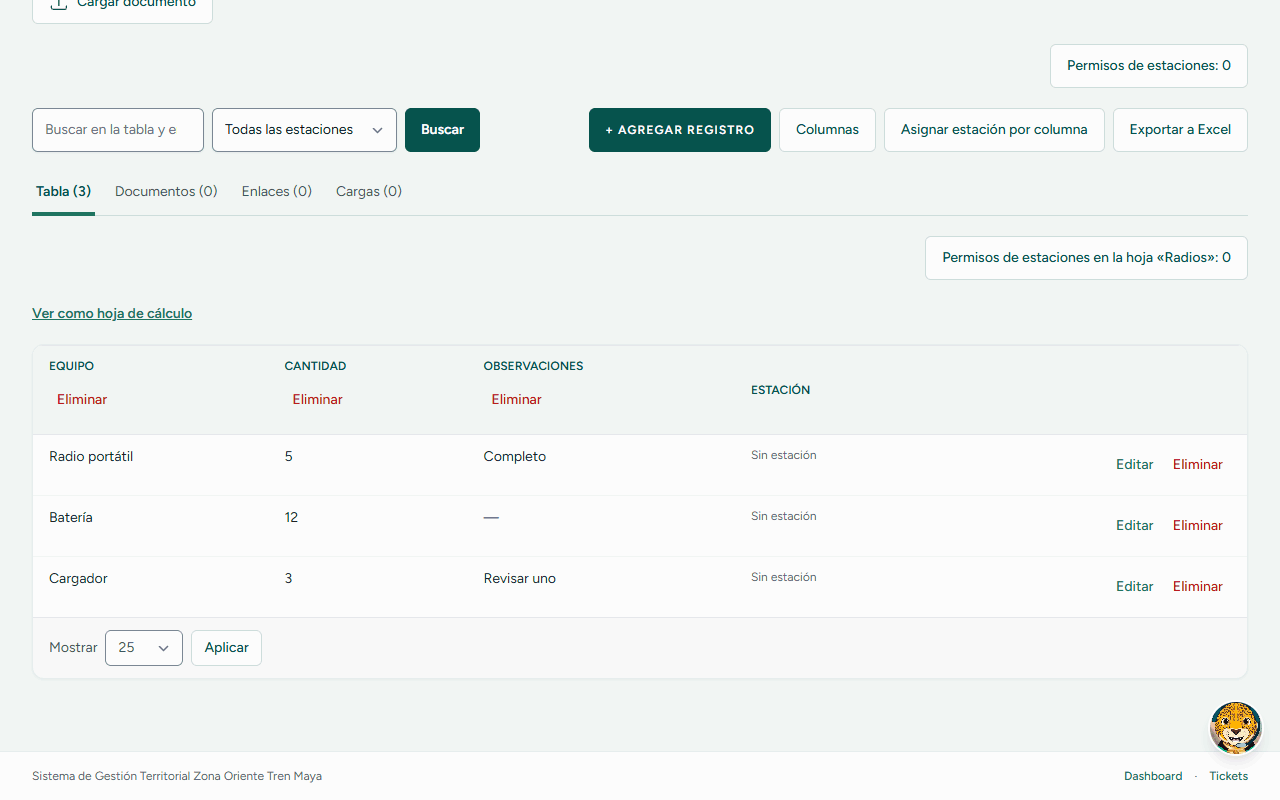 Cargar documento
Permisos de estaciones: 0
Buscar en la tabla y e
Todas las estaciones
Buscar
+ AGREGAR REGISTRO
Columnas
Asignar estación por columna
Exportar a Excel
Tabla (3)
Documentos (0)
Enlaces (0)
Cargas (0)
Permisos de estaciones en la hoja «Radios»: 0
Ver como hoja de cálculo
EQUIPO
CANTIDAD
OBSERVACIONES
ESTACIÓN
Eliminar
Eliminar
Eliminar
Radio portátil
5
Completo
Sin estación
Editar
Eliminar
Batería
12
—
Sin estación
Editar
Eliminar
Cargador
3
Revisar uno
Sin estación
Editar
Eliminar
Mostrar
25
Aplicar
Sistema de Gestión Territorial Zona Oriente Tren Maya
Dashboard
·
Tickets